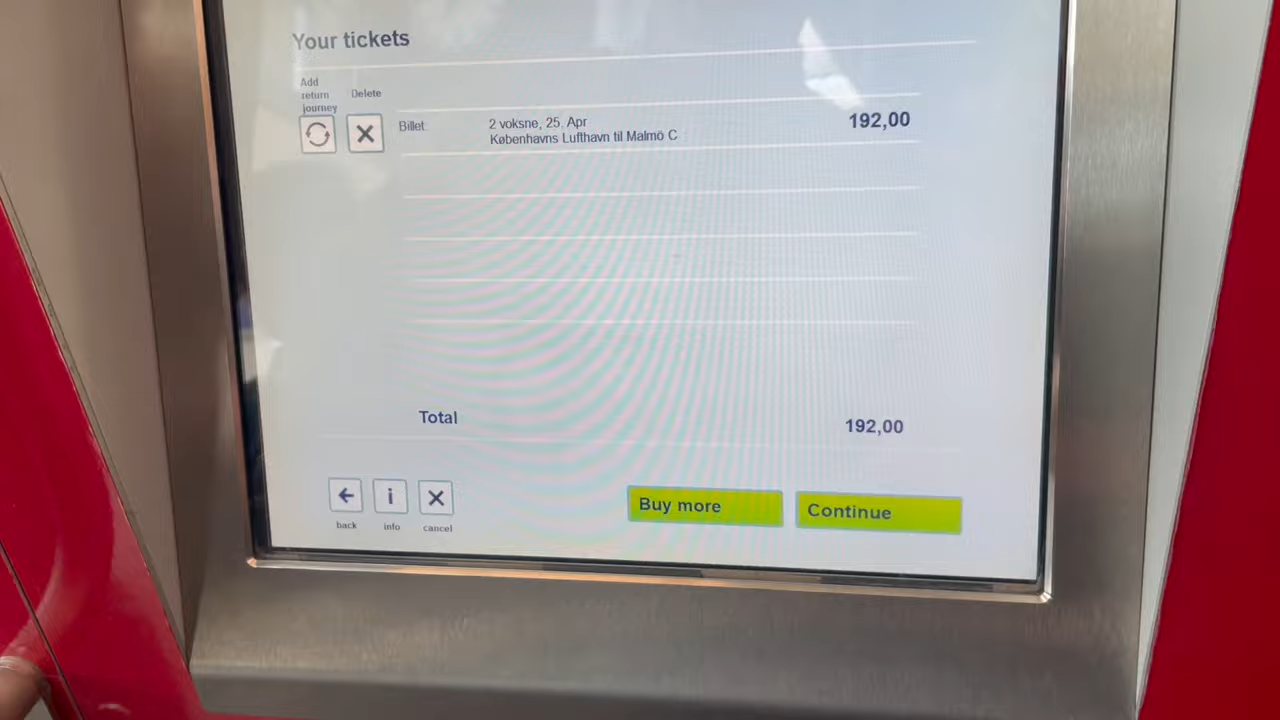 Your tickets
Add
return
journey
Delete
Billet
2 voksne, 25. Apr
Københavns Lufthavn til Malmö C
192,00
Total
192,00
back
i
info
cancel
Buy more
Continue